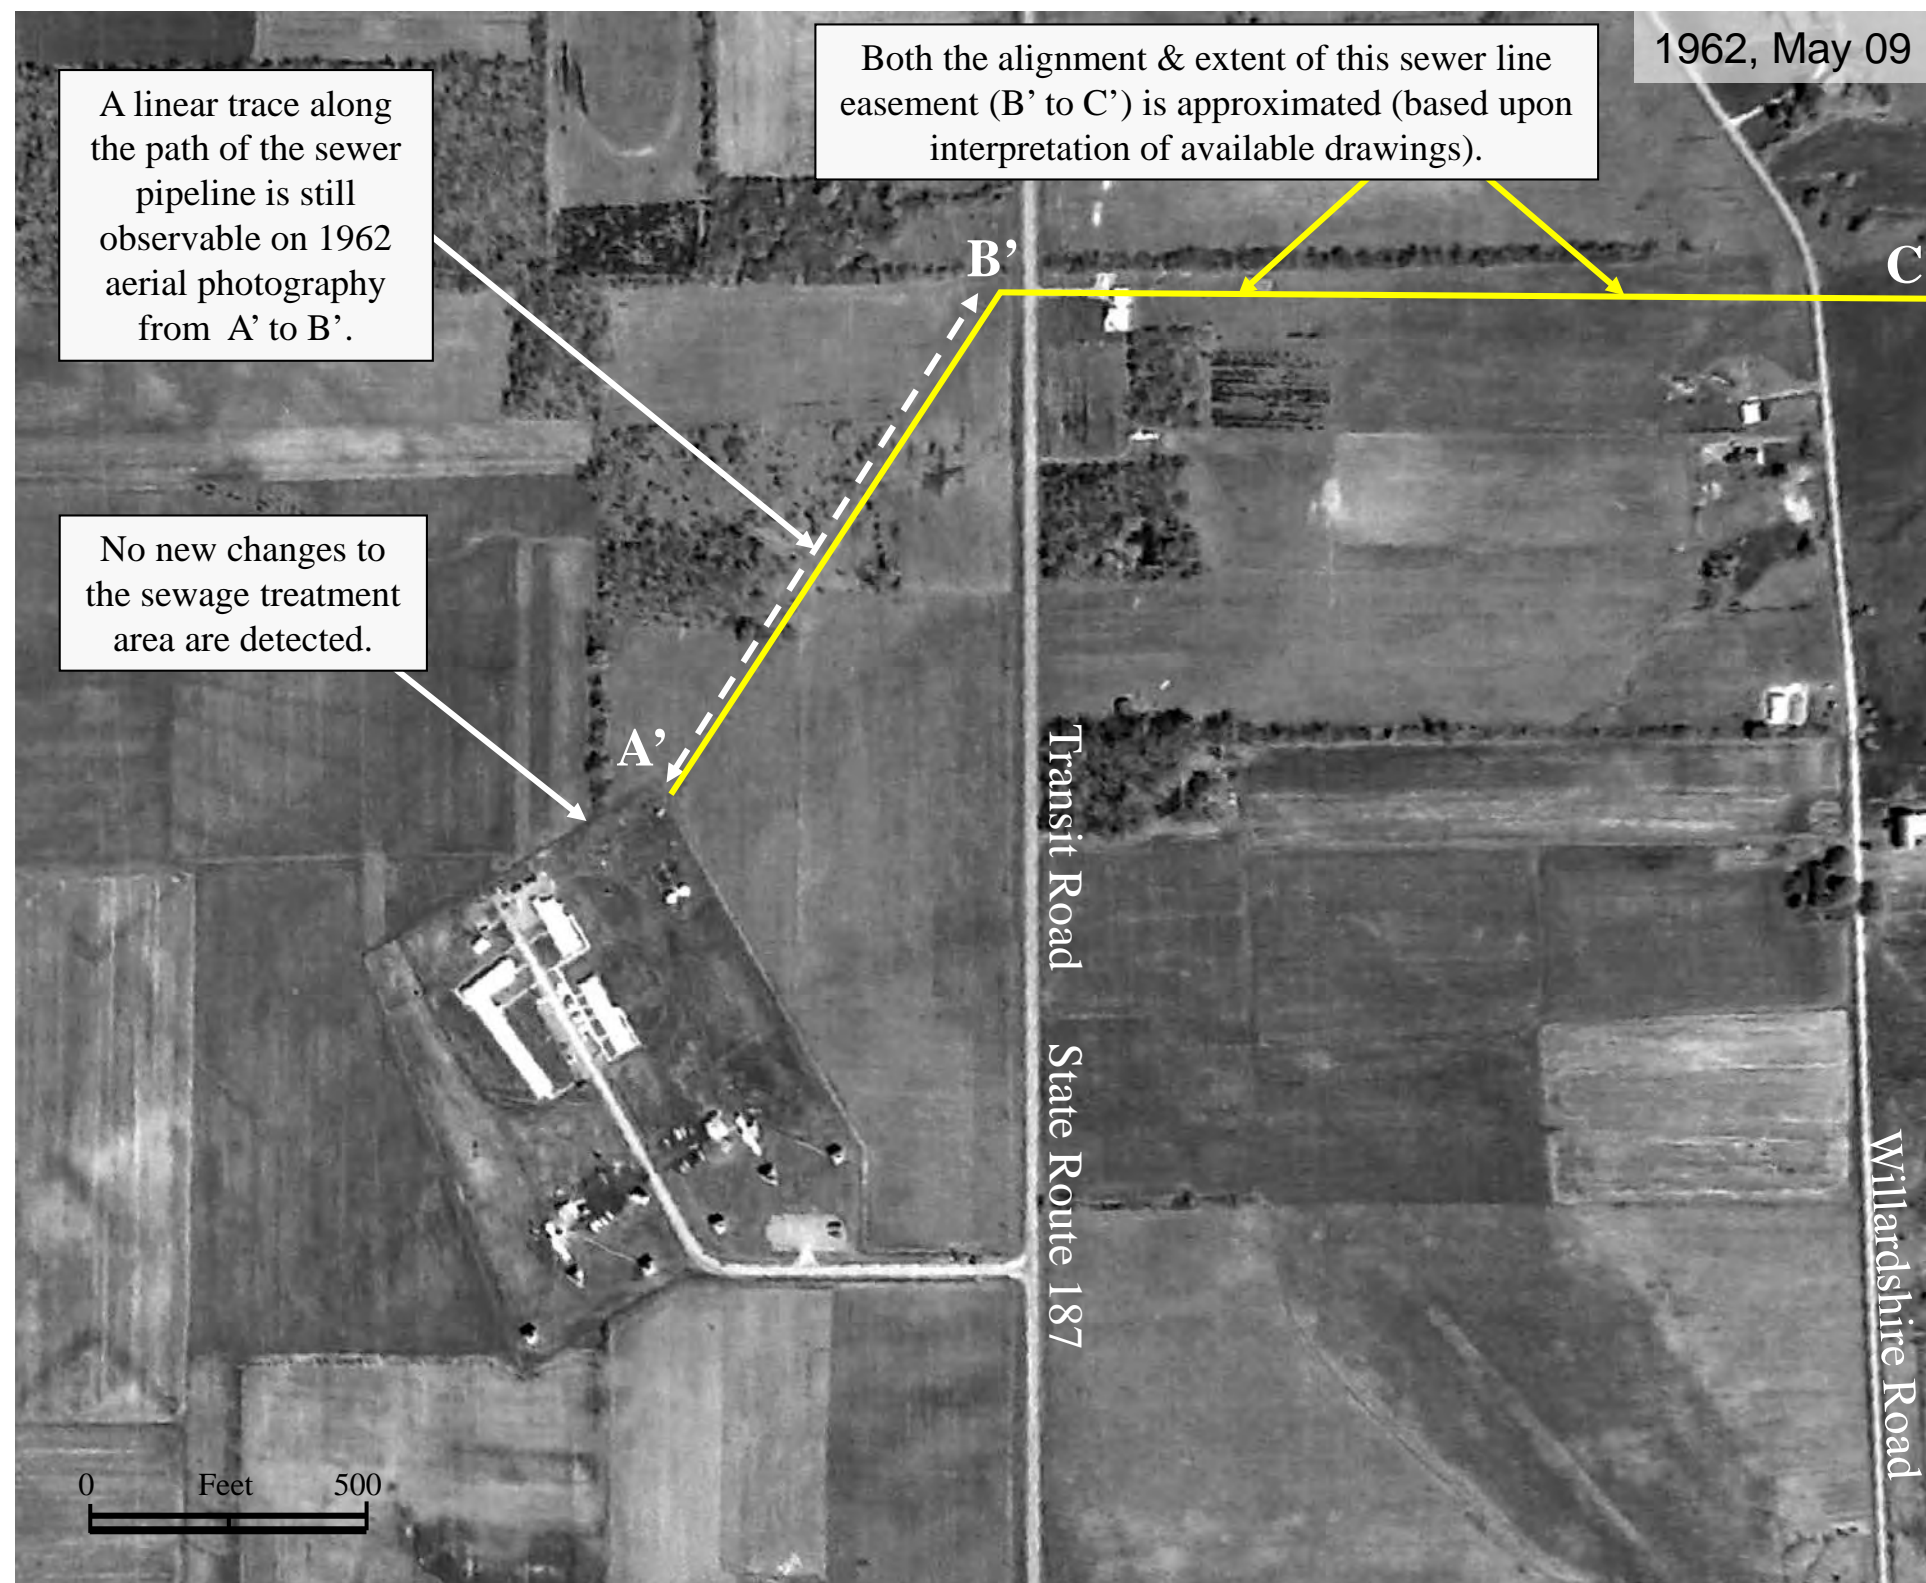 1962, May 09
Both the alignment & extent of this sewer line
easement (B’ to C’) is approximated (based upon
interpretation of available drawings).
A linear trace along
the path of the sewer
pipeline is still
observable on 1962
aerial photography
from A’ to B’.
B’
C
No new changes to
the sewage treatment
area are detected.
A’
Transit Road
State Route 187
Willardshire Road
0 Feet 500